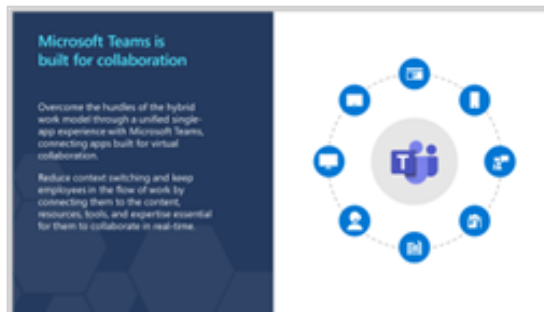 Microsoft Teams is
built for collaboration
Overcome the hurdles of the hybrid
work model through a unified single-
app experience with Microsoft Teams,
connecting apps built for virtual
collaboration.
Reduce context switching and keep
employees in the flow of work by
connecting them to the content,
resources, tools, and expertise essential
for them to collaborate in real-time.
T